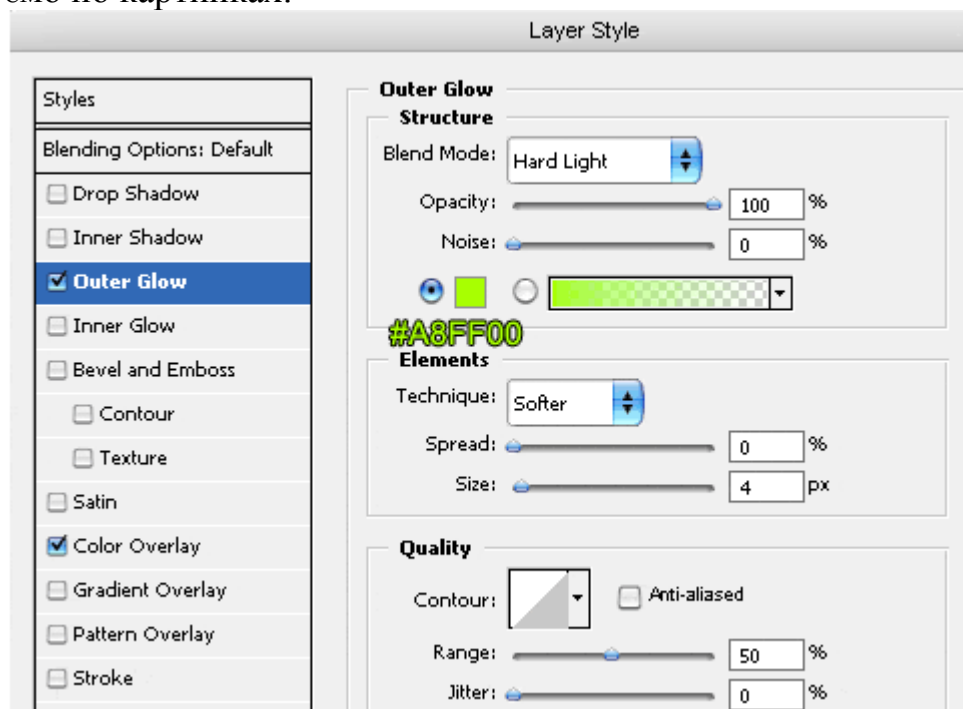 по картинкам.
Layer Style
Styles
Blending Options: Default
Drop Shadow
Inner Shadow
Outer Glow
Inner Glow
Bevel and Emboss
Contour
Texture
Satin
Color Overlay
Gradient Overlay
Pattern Overlay
Stroke
Outer Glow
Structure
Blend Mode: Hard Light
Opacity: 100 %
Noise: 0 %
#A8FF00
Elements
Technique: Softer
Spread: 0 %
Size: 4 px
Quality
Contour: Anti-aliased
Range: 50 %
Jitter: 0 %